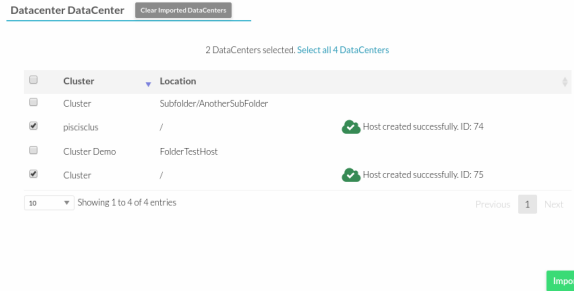 Datacenter DataCenter Clear Imported DataCenters
2 DataCenters selected. Select all 4 DataCenters
Cluster Location
Cluster Subfolder/AnotherSubFolder
piscisclus / Host created successfully. ID: 74
Cluster Demo FolderTestHost
Cluster / Host created successfully. ID: 75
10 Showing 1 to 4 of 4 entries Previous 1 Next
Impo